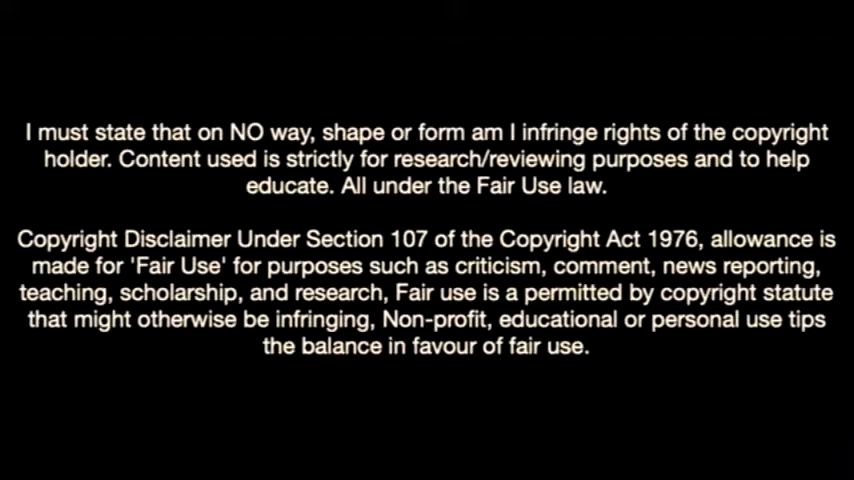 I must state that on NO way, shape or form am I infringe rights of the copyright
holder. Content used is strictly for research/reviewing purposes and to help
educate. All under the Fair Use law.
Copyright Disclaimer Under Section 107 of the Copyright Act 1976, allowance is
made for 'Fair Use' for purposes such as criticism, comment, news reporting,
teaching, scholarship, and research, Fair use is a permitted by copyright statute
that might otherwise be infringing, Non-profit, educational or personal use tips
the balance in favour of fair use.